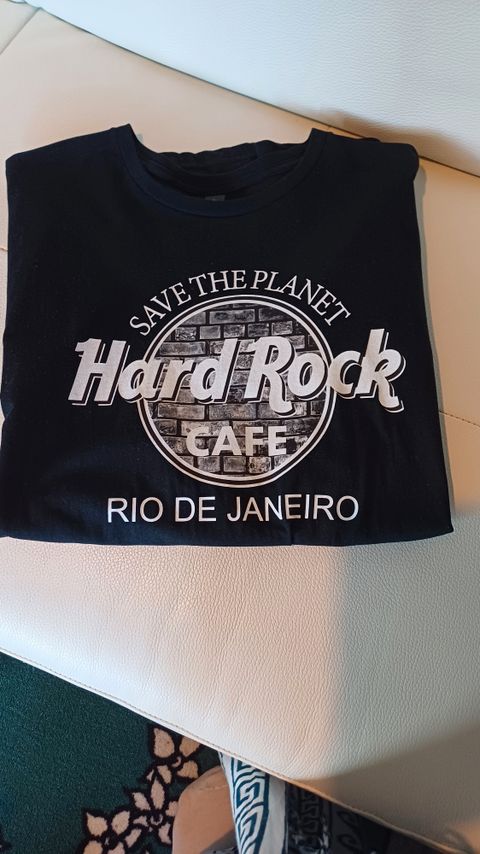 SAVE THE PLANET
Hard Rock
CAFE
RIO DE JANEIRO